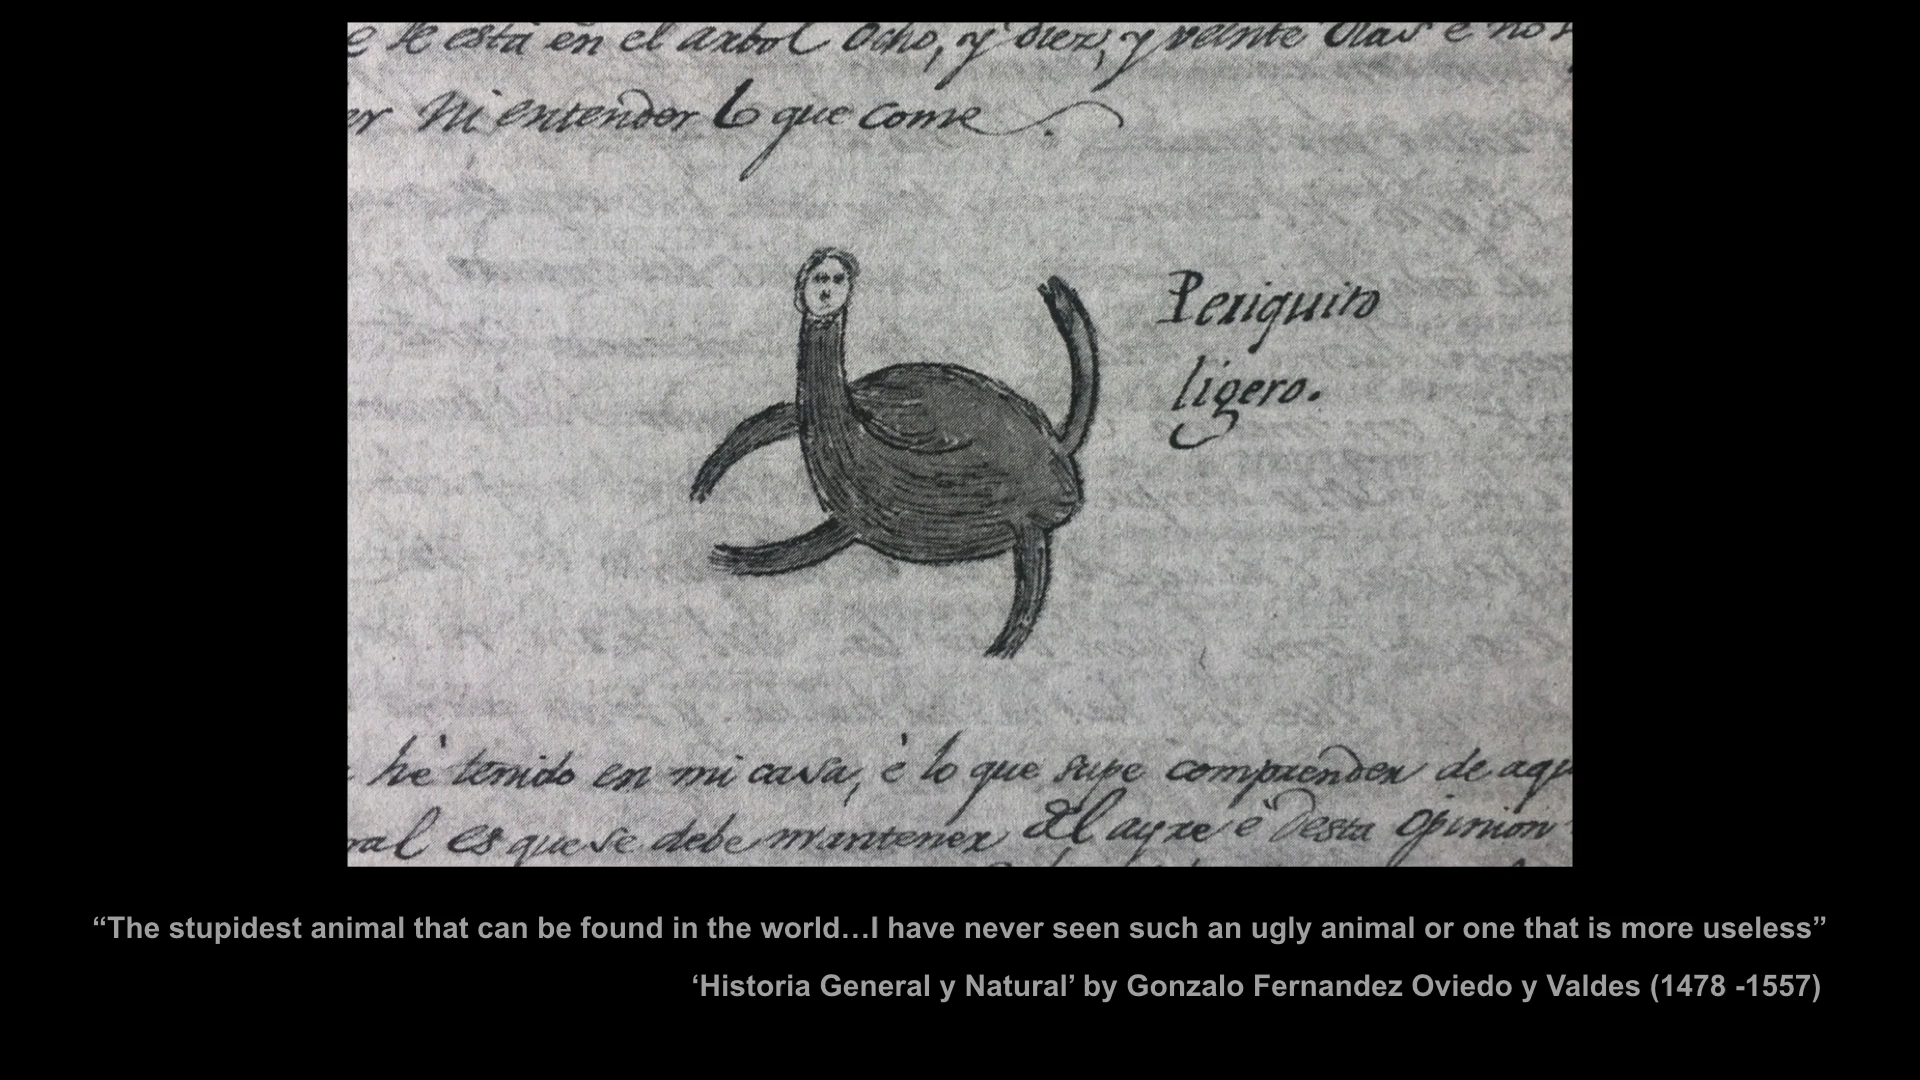 e se está en el arbol ocho, y diez, y veinte dias é no
er ni entender lo que come
Periquito
ligero.
he tenido en mi casa, é lo que supe comprender de aqu
ral es que se debe mantener del ayre é desta opinion
“The stupidest animal that can be found in the world…I have never seen such an ugly animal or one that is more useless”
‘Historia General y Natural’ by Gonzalo Fernandez Oviedo y Valdes (1478 -1557)